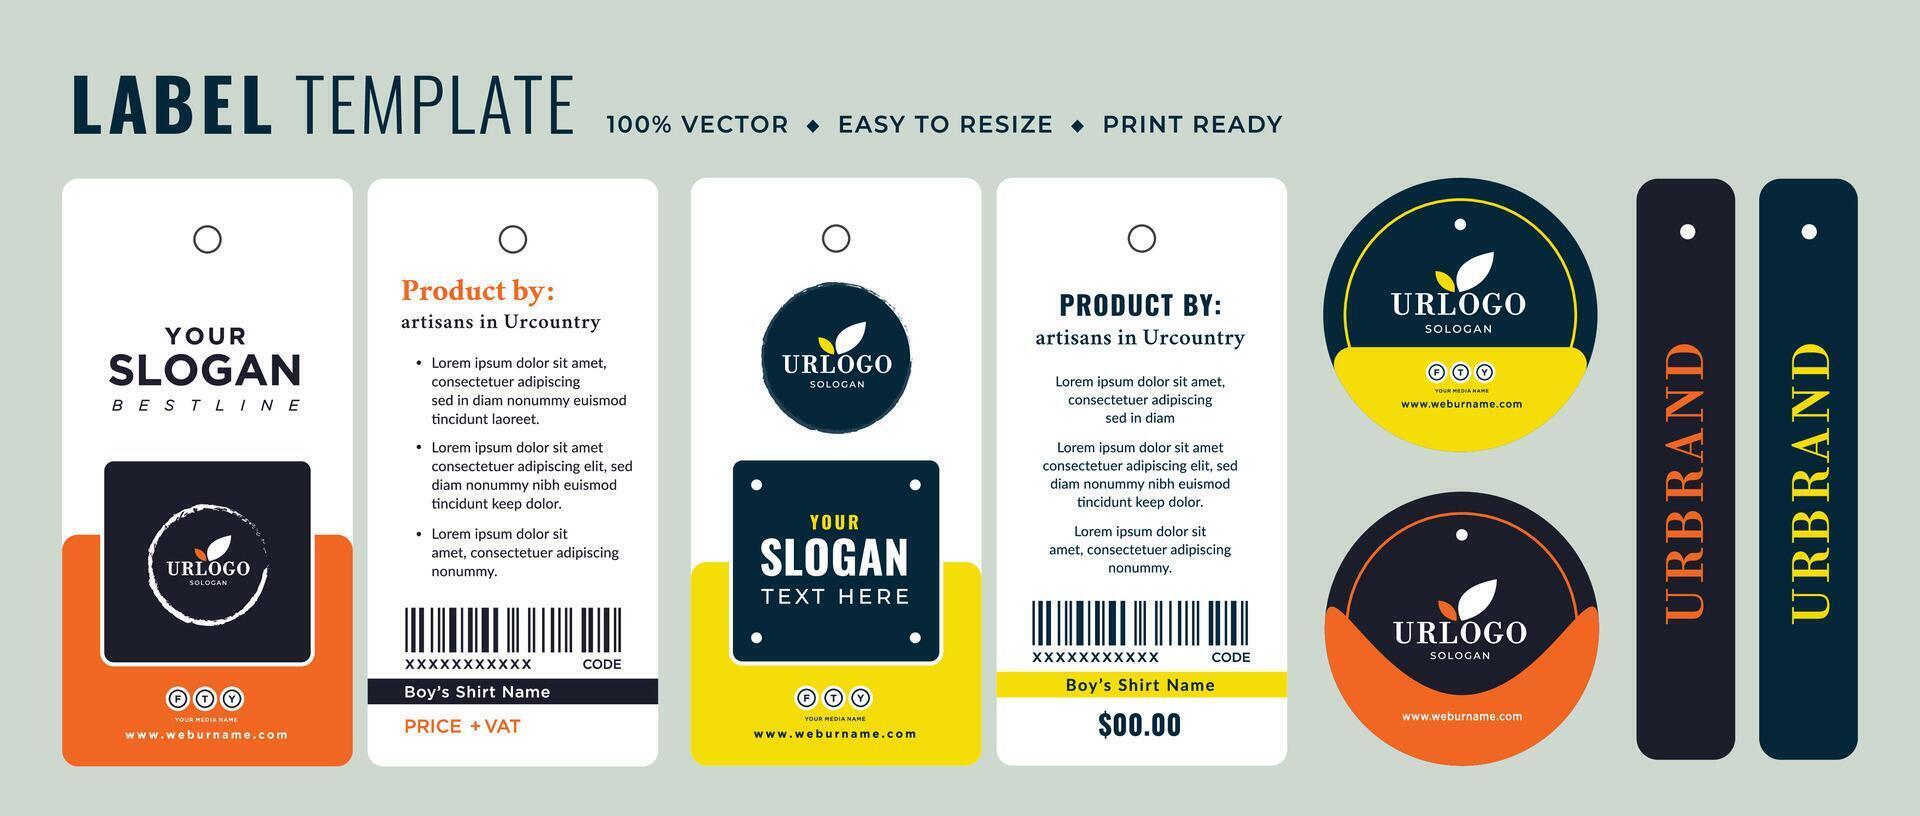 LABEL TEMPLATE 100% VECTOR ◆ EASY TO RESIZE ◆ PRINT READY
YOUR
SLOGAN
BESTLINE
URLOGO
SOLOGAN
F T Y
YOUR MEDIA NAME
www.weburname.com
Product by:
artisans in Urcountry
• Lorem ipsum dolor sit amet,
consectetuer adipiscing
sed in diam nonummy euismod
tincidunt laoreet.
• Lorem ipsum dolor sit amet
consectetuer adipiscing elit, sed
diam nonummy nibh euismod
tincidunt keep dolor.
• Lorem ipsum dolor sit
amet, consectetuer adipiscing
nonummy.
XXXXXXXXXXX CODE
Boy's Shirt Name
PRICE + VAT
URLOGO
SOLOGAN
YOUR
SLOGAN
TEXT HERE
F T Y
YOUR MEDIA NAME
www.weburname.com
PRODUCT BY:
artisans in Urcountry
Lorem ipsum dolor sit amet,
consectetuer adipiscing
sed in diam
Lorem ipsum dolor sit amet
consectetuer adipiscing elit, sed
diam nonummy nibh euismod
tincidunt keep dolor.
Lorem ipsum dolor sit
amet, consectetuer adipiscing
nonummy.
XXXXXXXXXXX CODE
Boy's Shirt Name
$00.00
URLOGO
SOLOGAN
F T Y
YOUR MEDIA NAME
www.weburname.com
URLOGO
SOLOGAN
www.weburname.com
URBRAND
URBRAND